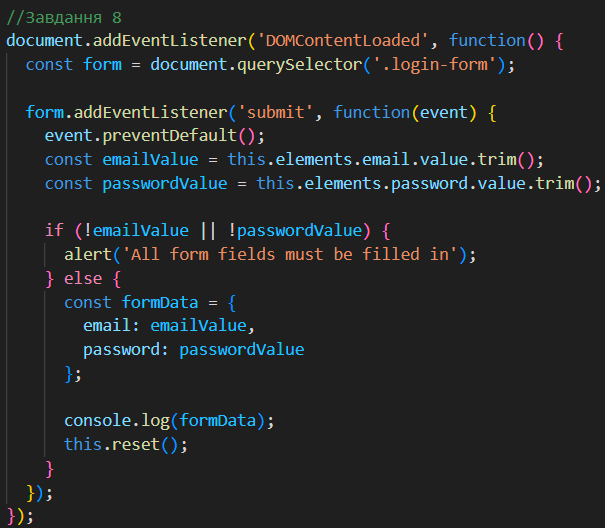 //Завдання 8
document.addEventListener('DOMContentLoaded', function() {
  const form = document.querySelector('.login-form');

  form.addEventListener('submit', function(event) {
    event.preventDefault();
    const emailValue = this.elements.email.value.trim();
    const passwordValue = this.elements.password.value.trim();

    if (!emailValue || !passwordValue) {
      alert('All form fields must be filled in');
    } else {
      const formData = {
        email: emailValue,
        password: passwordValue
      };

      console.log(formData);
      this.reset();
    }
  });
});